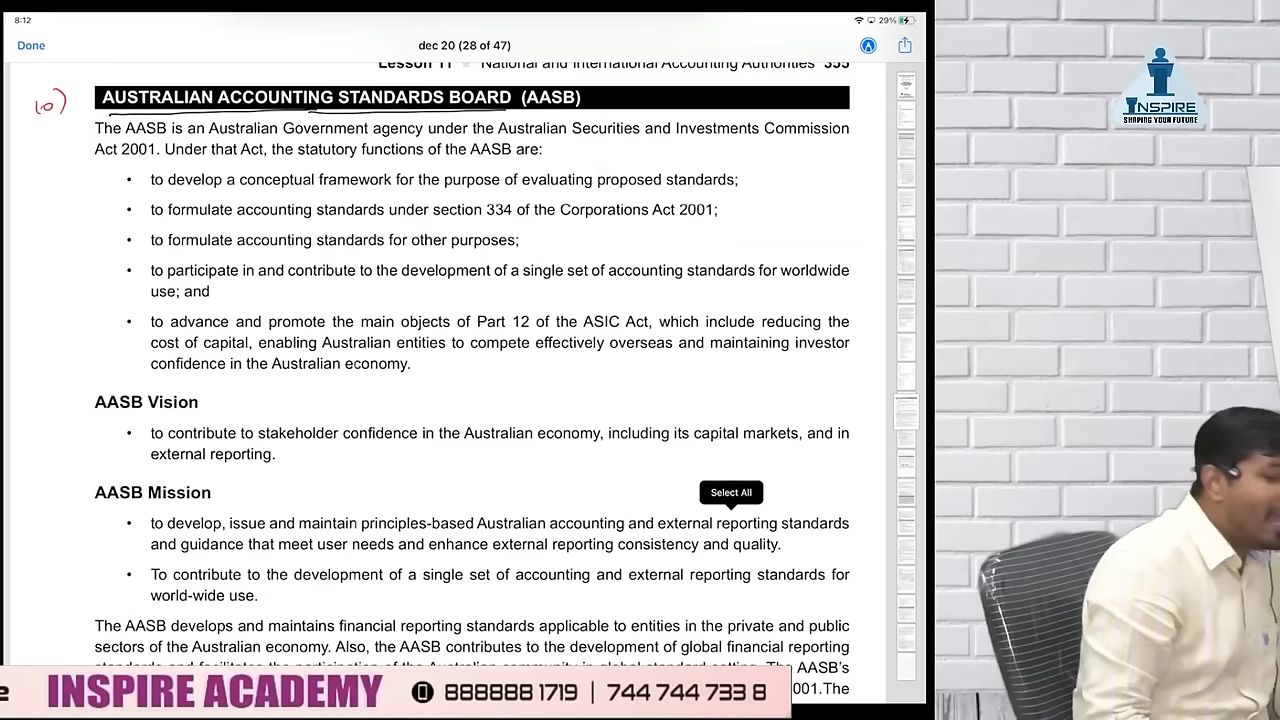 8:12
29%
Done
dec 20 (28 of 47)
Lesson 11 National and International Accounting Authorities 355
10)
AUSTRALIAN ACCOUNTING STANDARDS BOARD (AASB)
The AASB is an Australian Government agency under the Australian Securities and Investments Commission
Act 2001. Under that Act, the statutory functions of the AASB are:
• to develop a conceptual framework for the purpose of evaluating proposed standards;
• to formulate accounting standards under section 334 of the Corporations Act 2001;
• to formulate accounting standards for other purposes;
• to participate in and contribute to the development of a single set of accounting standards for worldwide
use; and
• to advance and promote the main objects of Part 12 of the ASIC Act, which include reducing the
cost of capital, enabling Australian entities to compete effectively overseas and maintaining investor
confidence in the Australian economy.
AASB Vision
• to contribute to stakeholder confidence in the Australian economy, including its capital markets, and in
external reporting.
AASB Mission
Select All
• to develop, issue and maintain principles-based Australian accounting and external reporting standards
and guidance that meet user needs and enhance external reporting consistency and quality.
• To contribute to the development of a single set of accounting and external reporting standards for
world-wide use.
The AASB develops and maintains financial reporting standards applicable to entities in the private and public
sectors of the Australian economy. Also, the AASB contributes to the development of global financial reporting
The AASB's
001.The
INSPIRE ACADEMY 888888 1719 | 744 744 733 8
INSPIRE
SHAPING YOUR FUTURE